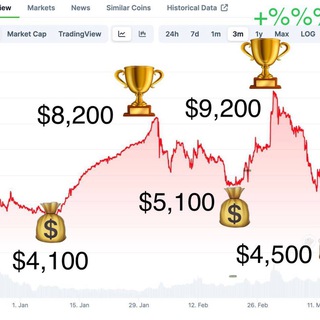 Markets News Similar Coins Historical Data
+%%%
Market Cap TradingView 24h 7d 1m 3m 1y Max LOG
$8,200
$9,200
$5,100
$4,100
$4,500
1. Jan 15. Jan 29. Jan 12. Feb 26. Feb 11. M